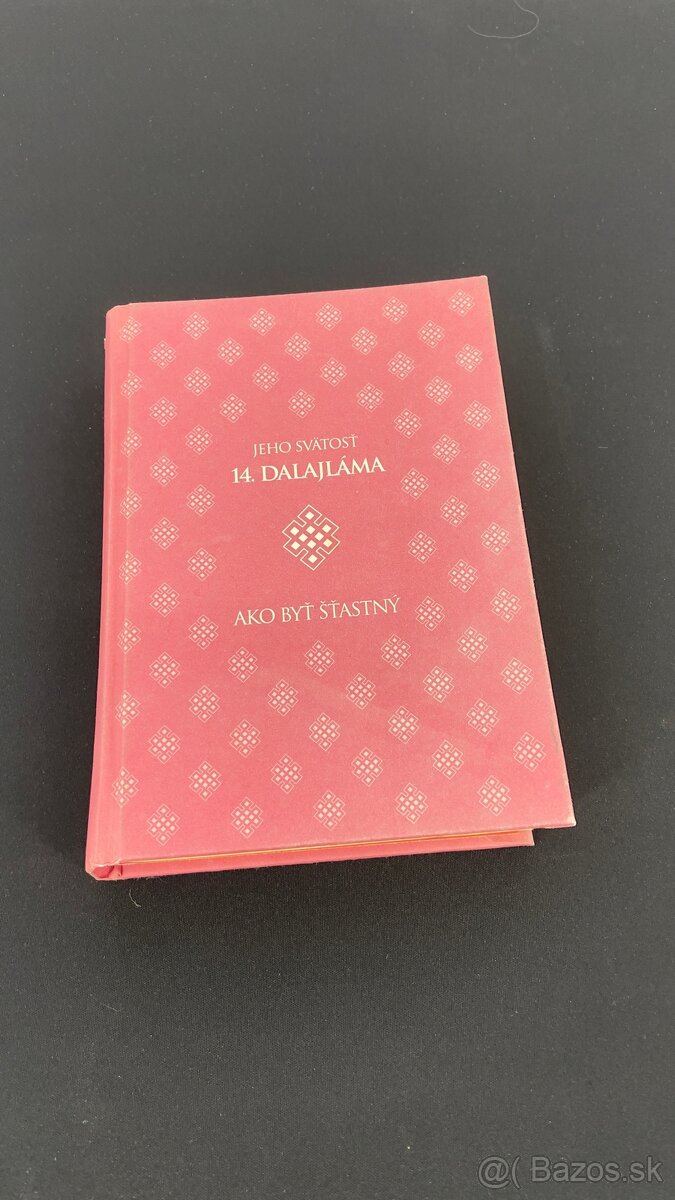 JEHO SVÄTOSŤ
14. DALAJLÁMA
AKO BYŤ ŠŤASTNÝ
@( Bazos.sk